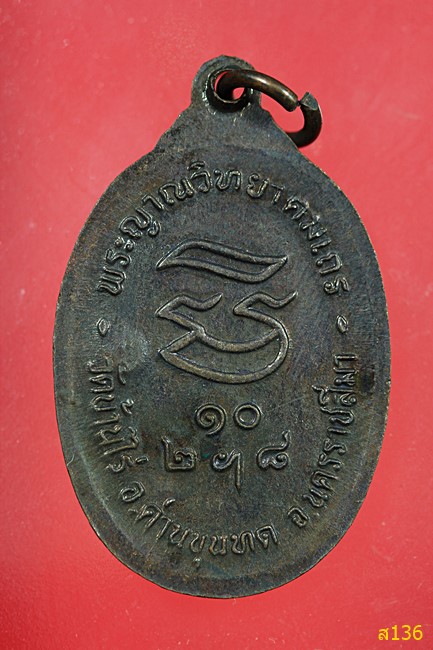 พระญาณวิทยาคมเถร
๑๐
๒ ๘
วัดบ้านไร่ อ.ด่านขุนทด จ.นครราชสีมา
ส136